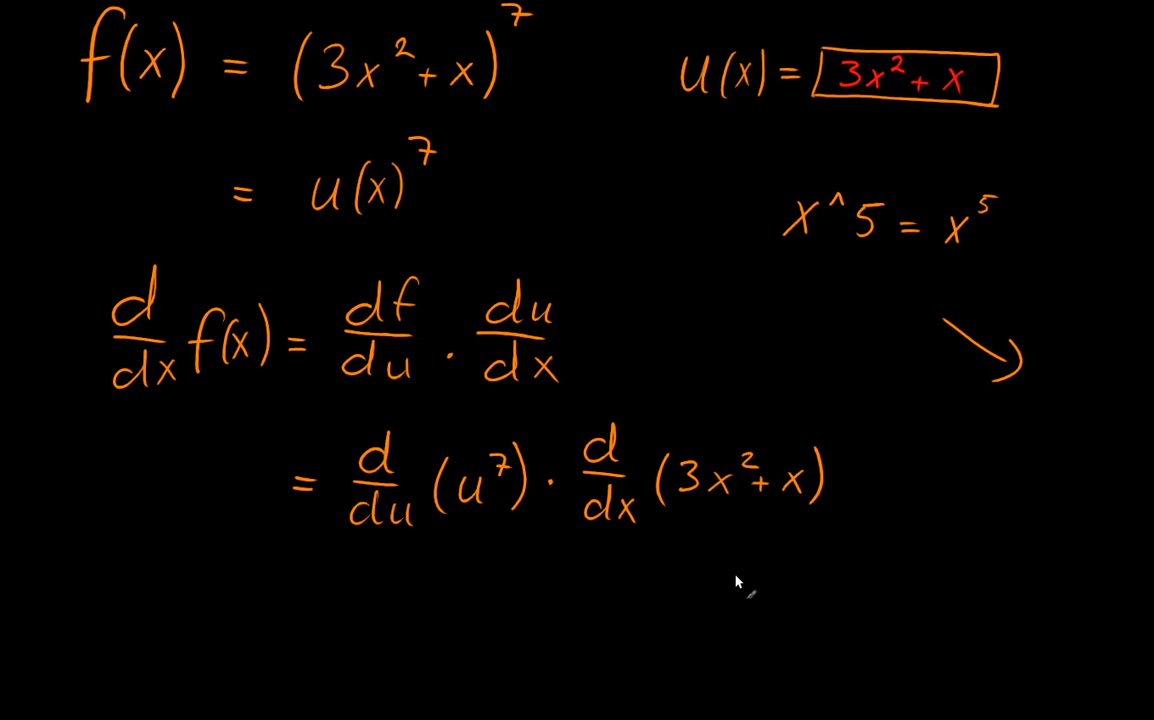 f(x) = (3x²+x)⁷
u(x) = 3x²+x
= u(x)⁷
x^5 = x⁵
d/dx f(x) = df/du · du/dx
= d/du (u⁷) · d/dx (3x²+x)